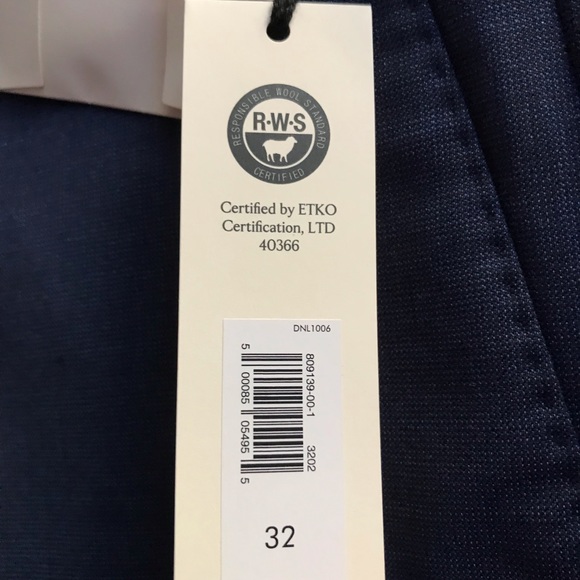 RESPONSIBLE WOOL STANDARD
R·W·S
CERTIFIED
Certified by ETKO
Certification, LTD
40366
DNL1006
809139-00-1 3202
5 00085 05495 5
32